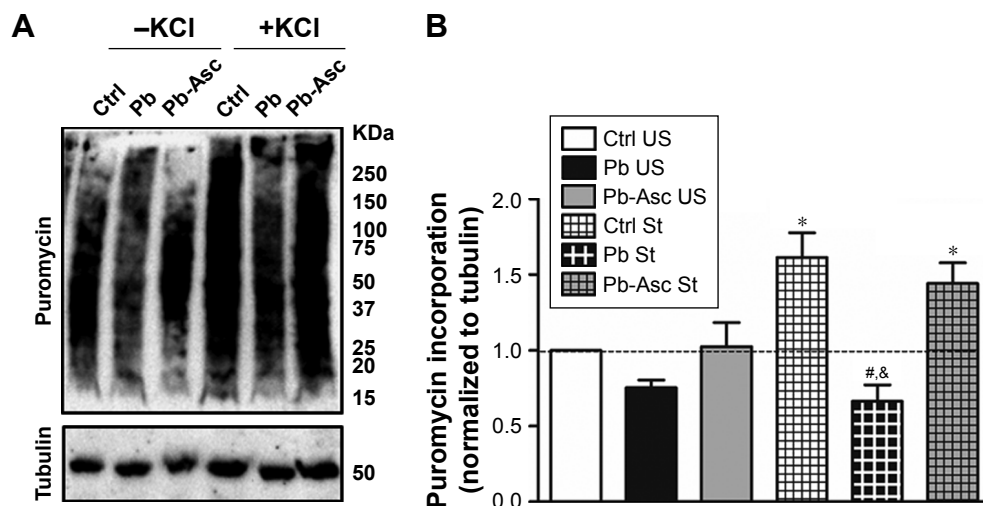 A
–KCl
+KCl
Ctrl
Pb
Pb-Asc
Ctrl
Pb
Pb-Asc
KDa
250
150
100
75
50
37
25
20
15
Puromycin
50
Tubulin
B
Ctrl US
Pb US
Pb-Asc US
Ctrl St
Pb St
Pb-Asc St
Puromycin incorporation
(normalized to tubulin)
2.0
1.5
1.0
0.5
0.0
*
#,&
*